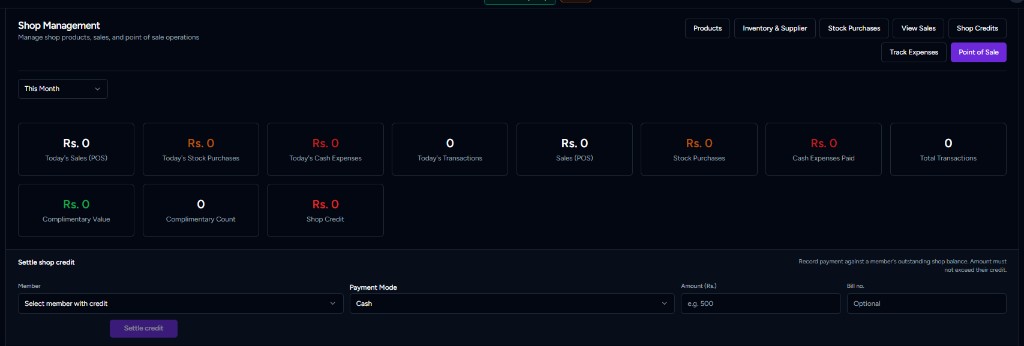 Shop Management
Manage shop products, sales, and point of sale operations
Products
Inventory & Supplier
Stock Purchases
View Sales
Shop Credits
Track Expenses
Point of Sale
This Month
Rs. 0
Today's Sales (POS)
Rs. 0
Today's Stock Purchases
Rs. 0
Today's Cash Expenses
0
Today's Transactions
Rs. 0
Sales (POS)
Rs. 0
Stock Purchases
Rs. 0
Cash Expenses Paid
0
Total Transactions
Rs. 0
Complimentary Value
0
Complimentary Count
Rs. 0
Shop Credit
Settle shop credit
Record payment against a member's outstanding shop balance. Amount must
not exceed their credit.
Member
Select member with credit
Payment Mode
Cash
Amount (Rs.)
e.g. 500
Bill no.
Optional
Settle credit